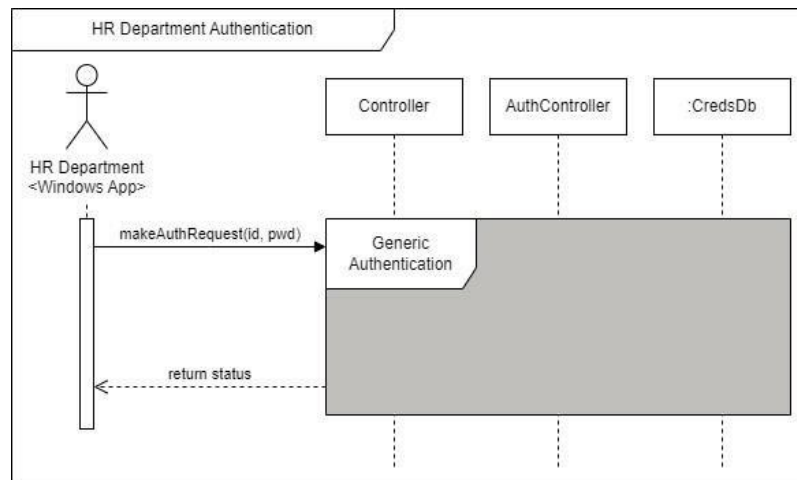 HR Department Authentication
Controller
AuthController
:CredsDb
HR Department
<Windows App>
makeAuthRequest(id, pwd)
Generic
Authentication
return status